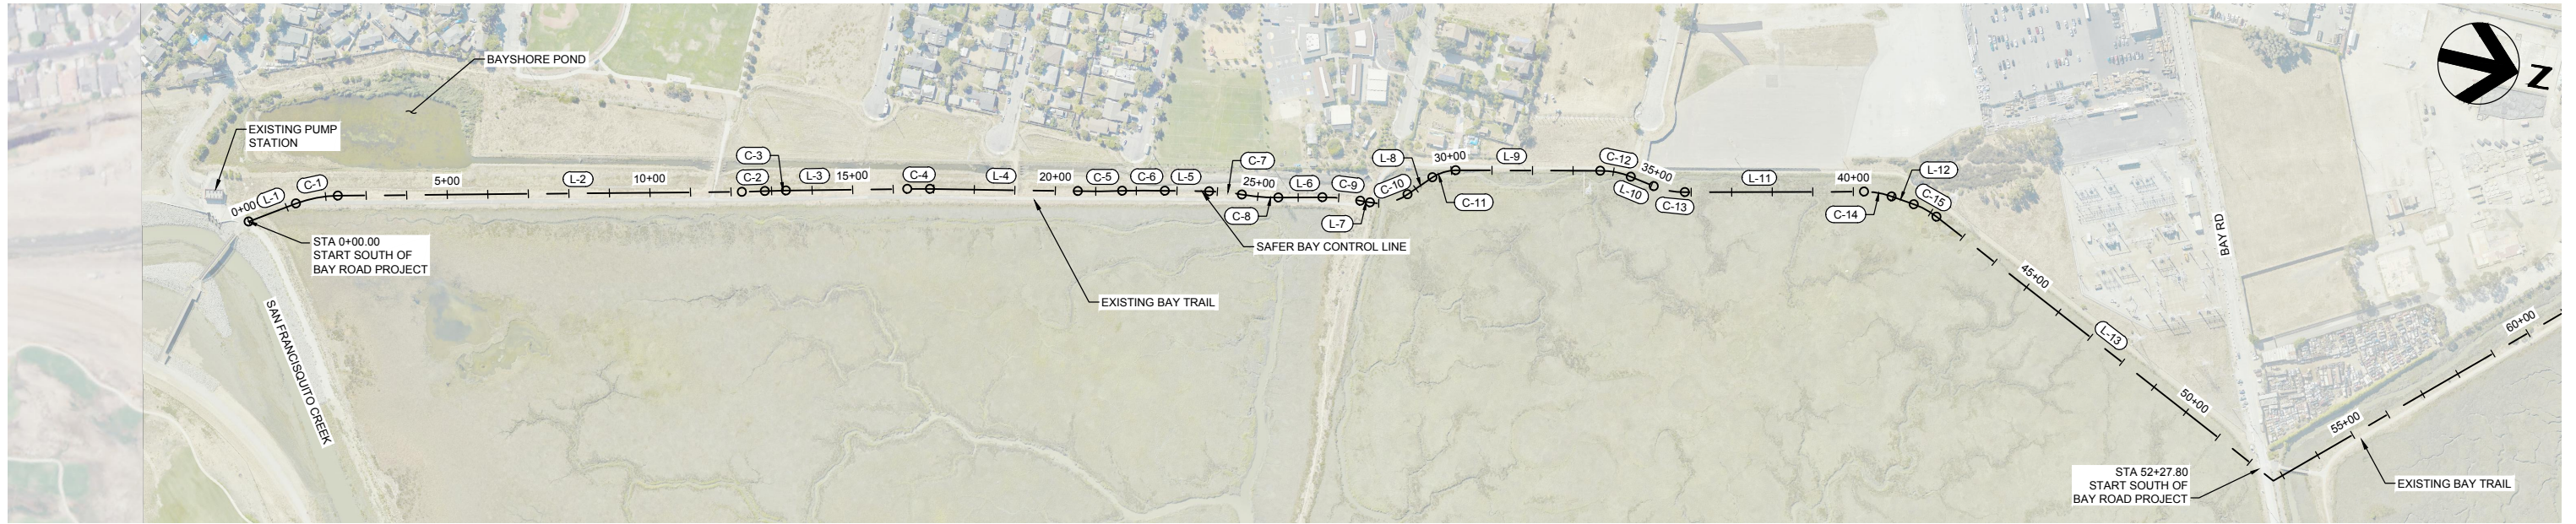 BAYSHORE POND
EXISTING PUMP
STATION
0+00
L-1
C-1
5+00
L-2
10+00
C-3
C-2
L-3
15+00
C-4
L-4
20+00
C-5
C-6
L-5
C-7
25+00
L-6
C-8
C-9
L-7
C-10
L-8
30+00
C-11
L-9
C-12
L-10
35+00
C-13
L-11
40+00
C-14
L-12
C-15
45+00
L-13
50+00
55+00
60+00
STA 0+00.00
START SOUTH OF
BAY ROAD PROJECT
SAN FRANCISQUITO CREEK
EXISTING BAY TRAIL
SAFER BAY CONTROL LINE
BAY RD
STA 52+27.80
START SOUTH OF
BAY ROAD PROJECT
EXISTING BAY TRAIL
Z